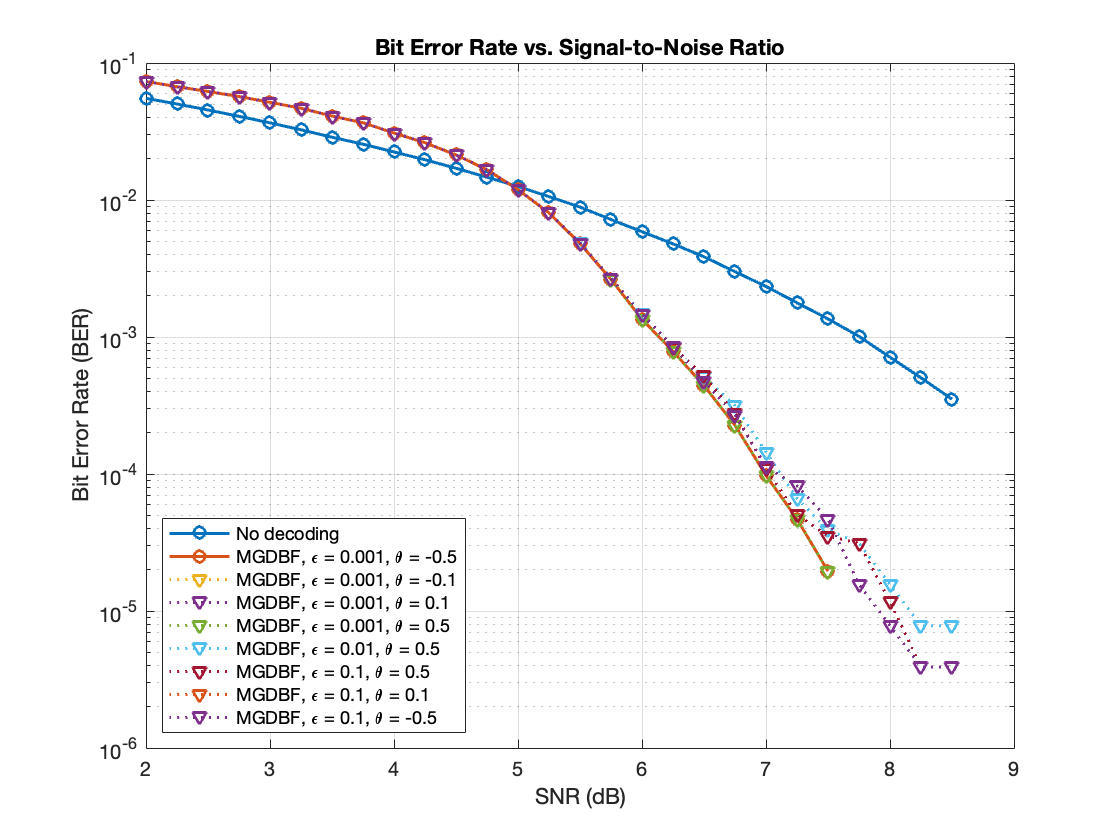 Bit Error Rate vs. Signal-to-Noise Ratio
Bit Error Rate (BER)
10^-1
10^-2
10^-3
10^-4
10^-5
10^-6
No decoding
MGDBF, ϵ = 0.001, θ = -0.5
MGDBF, ϵ = 0.001, θ = -0.1
MGDBF, ϵ = 0.001, θ = 0.1
MGDBF, ϵ = 0.001, θ = 0.5
MGDBF, ϵ = 0.01, θ = 0.5
MGDBF, ϵ = 0.1, θ = 0.5
MGDBF, ϵ = 0.1, θ = 0.1
MGDBF, ϵ = 0.1, θ = -0.5
2 3 4 5 6 7 8 9
SNR (dB)